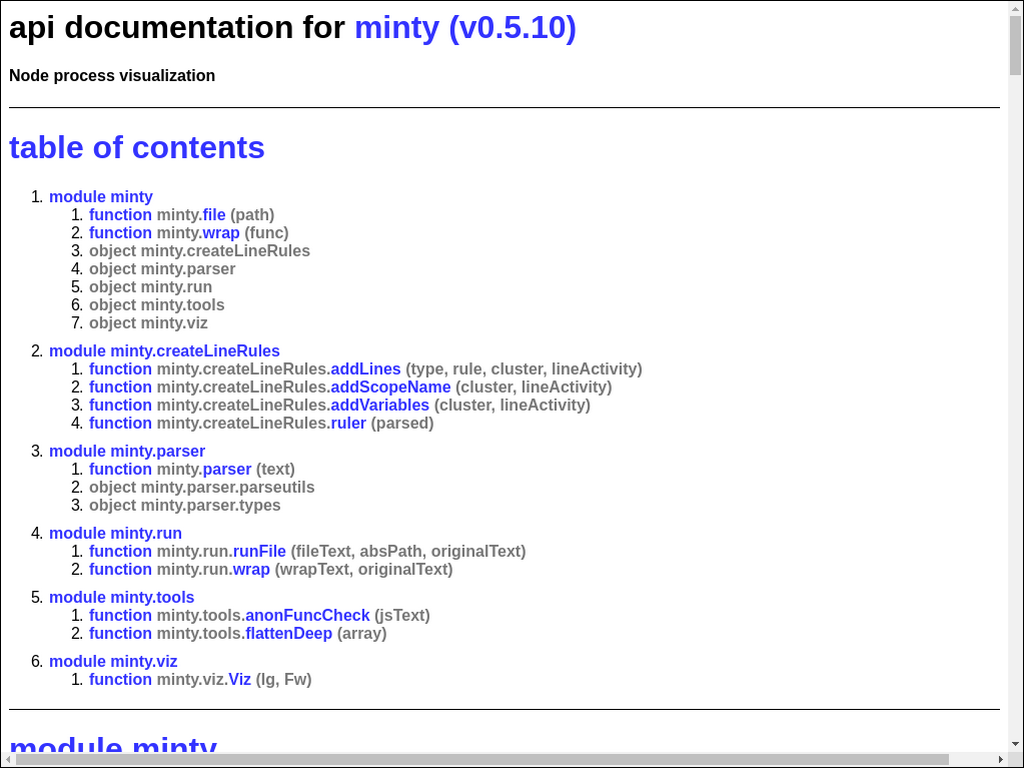 api documentation for minty (v0.5.10)
Node process visualization
table of contents
1. module minty
1. function minty.file (path)
2. function minty.wrap (func)
3. object minty.createLineRules
4. object minty.parser
5. object minty.run
6. object minty.tools
7. object minty.viz
2. module minty.createLineRules
1. function minty.createLineRules.addLines (type, rule, cluster, lineActivity)
2. function minty.createLineRules.addScopeName (cluster, lineActivity)
3. function minty.createLineRules.addVariables (cluster, lineActivity)
4. function minty.createLineRules.ruler (parsed)
3. module minty.parser
1. function minty.parser (text)
2. object minty.parser.parseutils
3. object minty.parser.types
4. module minty.run
1. function minty.run.runFile (fileText, absPath, originalText)
2. function minty.run.wrap (wrapText, originalText)
5. module minty.tools
1. function minty.tools.anonFuncCheck (jsText)
2. function minty.tools.flattenDeep (array)
6. module minty.viz
1. function minty.viz.Viz (lg, Fw)
module minty